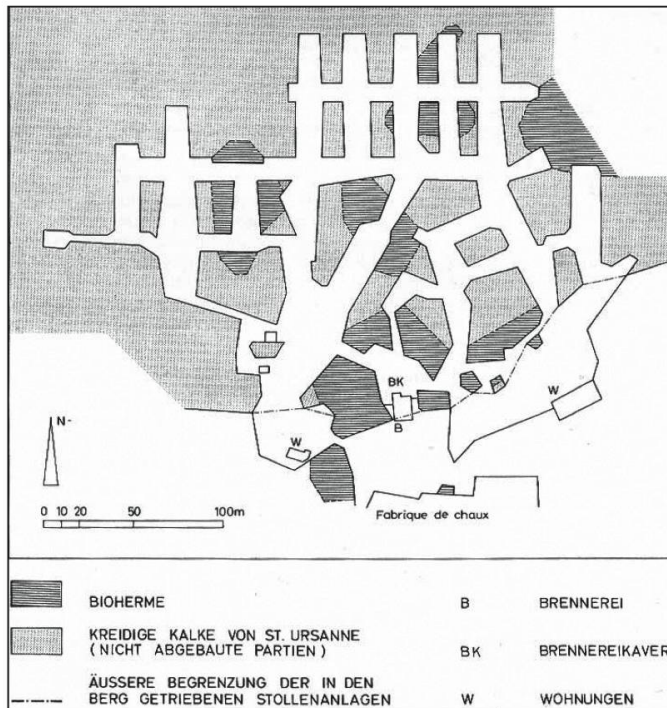 BK
N-
W
B
W
0 10 20 50 100m
Fabrique de chaux
BIOHERME
B BRENNEREI
KREIDIGE KALKE VON ST. URSANNE
(NICHT ABGEBAUTE PARTIEN)
BK BRENNEREIKAVER
ÄUSSERE BEGRENZUNG DER IN DEN
BERG GETRIEBENEN STOLLENANLAGEN
W WOHNUNGEN